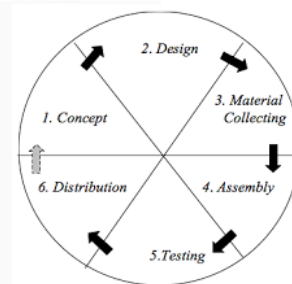 2. Design
3. Material
Collecting
1. Concept
6. Distribution
4. Assembly
5.Testing